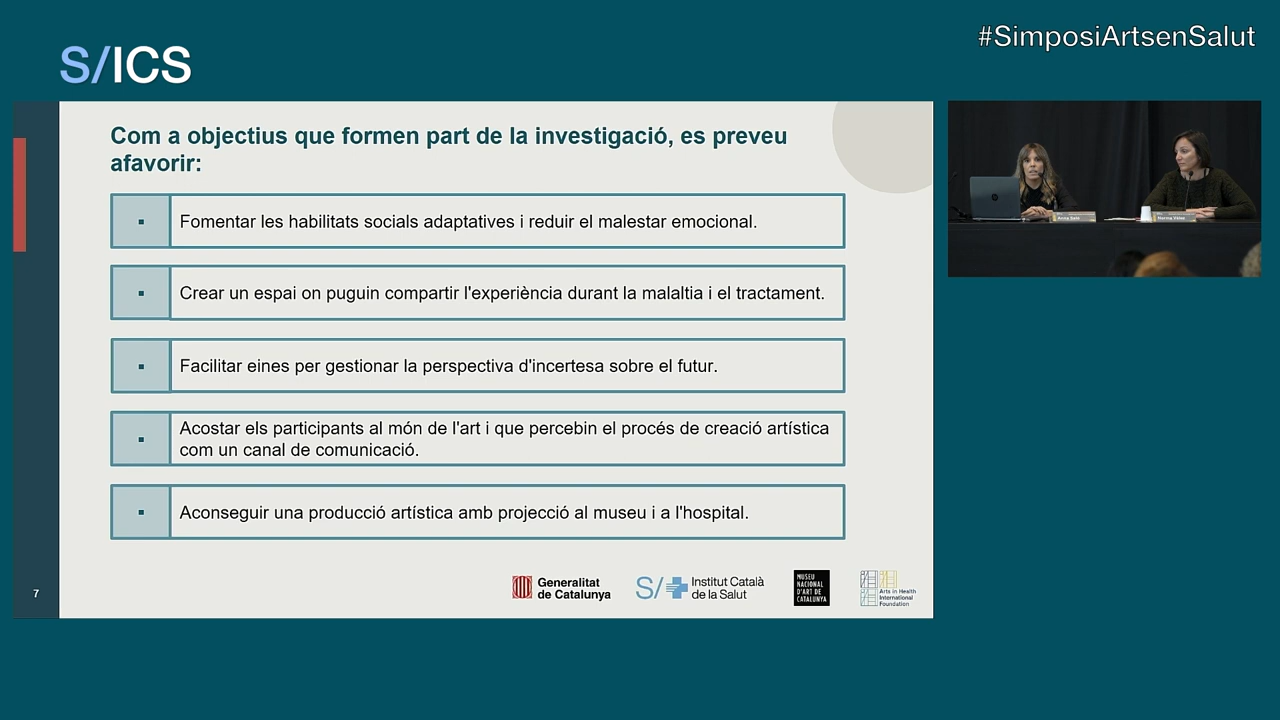 #SimposiArtsenSalut
S/ICS
Com a objectius que formen part de la investigació, es preveu
afavorir:
▪ Fomentar les habilitats socials adaptatives i reduir el malestar emocional.
▪ Crear un espai on puguin compartir l'experiència durant la malaltia i el tractament.
▪ Facilitar eines per gestionar la perspectiva d'incertesa sobre el futur.
▪ Acostar els participants al món de l'art i que percebin el procés de creació artística
com un canal de comunicació.
▪ Aconseguir una producció artística amb projecció al museu i a l'hospital.
7
Generalitat
de Catalunya
S/
Institut Català
de la Salut
MUSEU
NACIONAL
D'ART DE
CATALUNYA
Arts in Health
International
Foundation